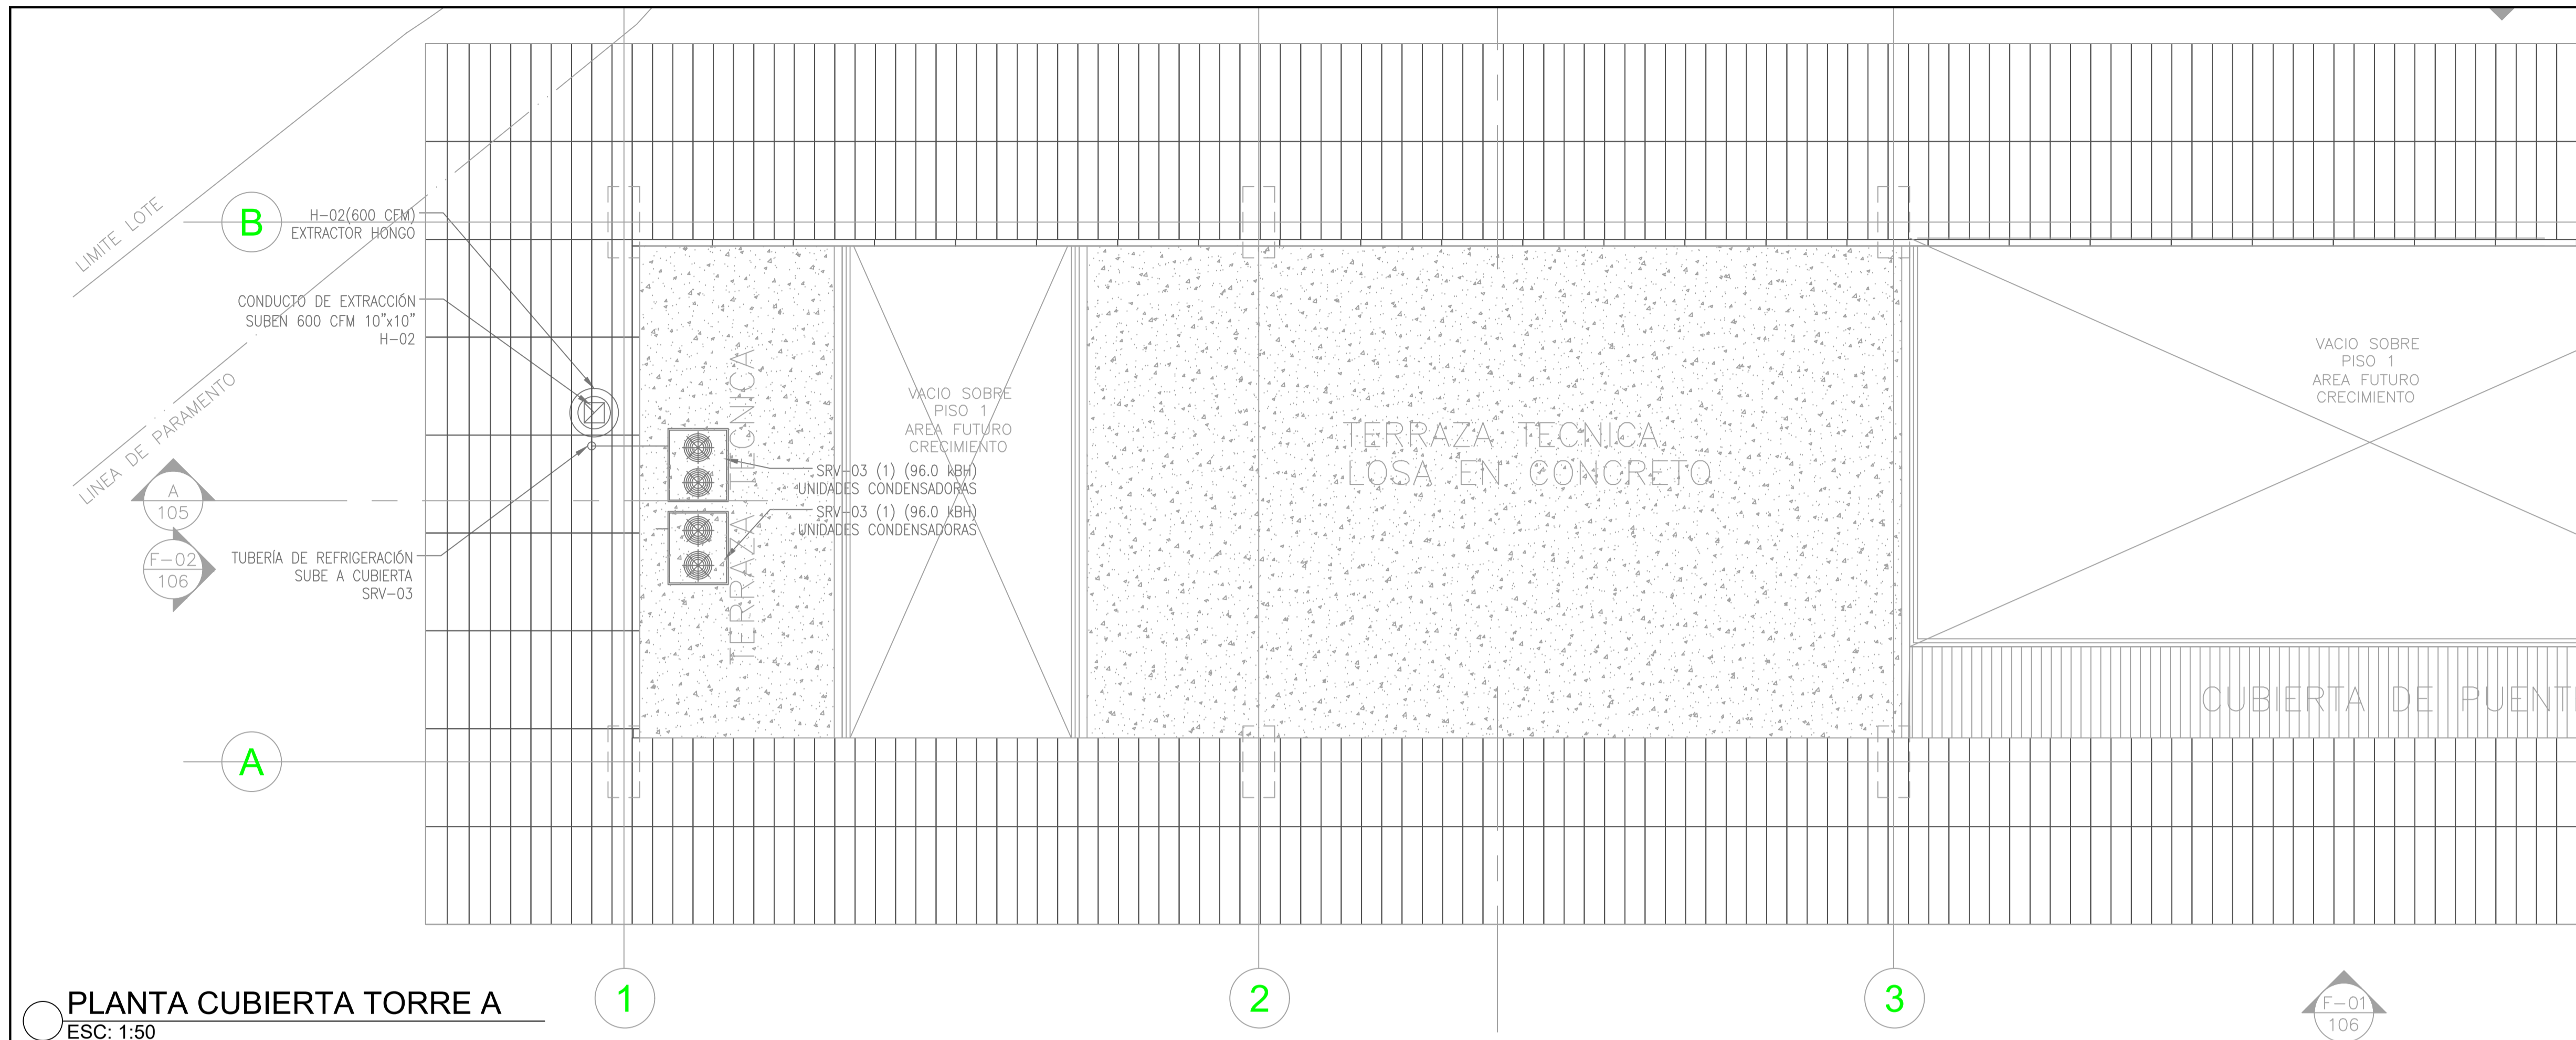 LIMITE LOTE
B
H-02(600 CFM)
EXTRACTOR HONGO
CONDUCTO DE EXTRACCIÓN
SUBEN 600 CFM 10"x10"
H-02
LINEA DE PARAMENTO
A
105
F-02
106
TUBERÍA DE REFRIGERACIÓN
SUBE A CUBIERTA
SRV-03
TERRAZA TECNICA
VACIO SOBRE
PISO 1
AREA FUTURO
CRECIMIENTO
SRV-03 (1) (96.0 kBH)
UNIDADES CONDENSADORAS
SRV-03 (1) (96.0 kBH)
UNIDADES CONDENSADORAS
TERRAZA TECNICA
LOSA EN CONCRETO
VACIO SOBRE
PISO 1
AREA FUTURO
CRECIMIENTO
CUBIERTA DE PUENT
A
1
2
3
F-01
106
PLANTA CUBIERTA TORRE A
ESC: 1:50